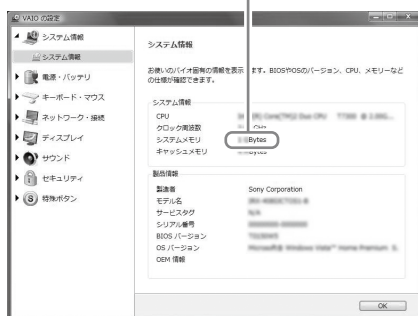 VAIO の設定
システム情報
システム情報
電源・バッテリ
キーボード・マウス
ネットワーク・接続
ディスプレイ
サウンド
セキュリティ
特殊ボタン
システム情報
お使いのバイオ固有の情報を表示 ます。BIOSやOSのバージョン、CPU、メモリーなど
の仕様が確認できます。
システム情報
CPU
クロック周波数 GHz
システムメモリ Bytes
キャッシュメモリ Bytes
製品情報
製造者 Sony Corporation
モデル名
サービスタグ N/A
シリアル番号
BIOS バージョン
OS バージョン
OEM 情報
OK